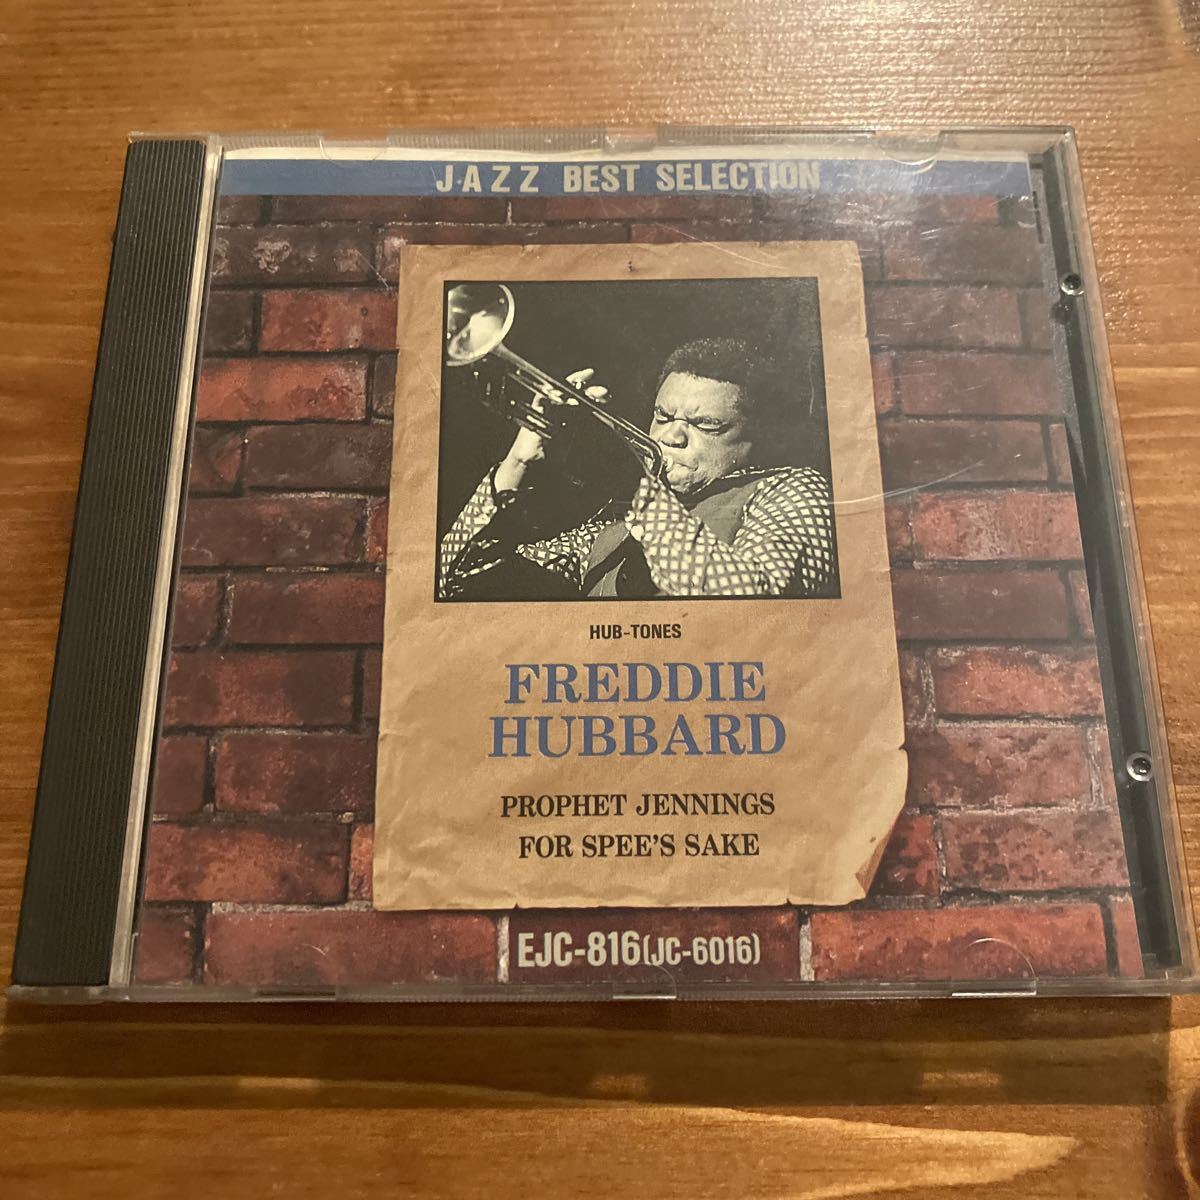 JAZZ BEST SELECTION
HUB-TONES
FREDDIE
HUBBARD
PROPHET JENNINGS
FOR SPEE'S SAKE
EJC-816(JC-6016)